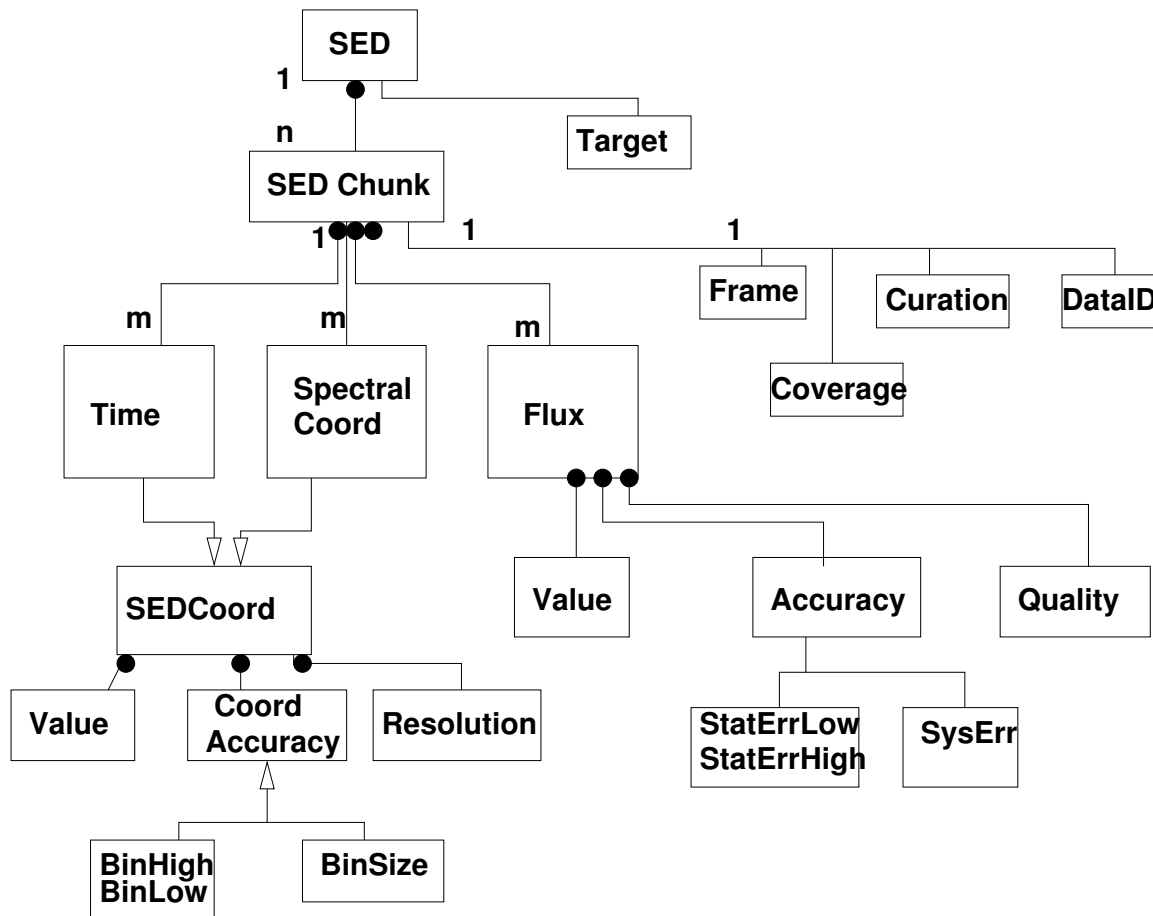 SED
1
n
Target
SED Chunk
1
1
1
Frame
Curation
DataID
Coverage
m
m
m
Time
Spectral
Coord
Flux
SEDCoord
Value
Accuracy
Quality
Value
Coord
Accuracy
Resolution
StatErrLow
StatErrHigh
SysErr
BinHigh
BinLow
BinSize